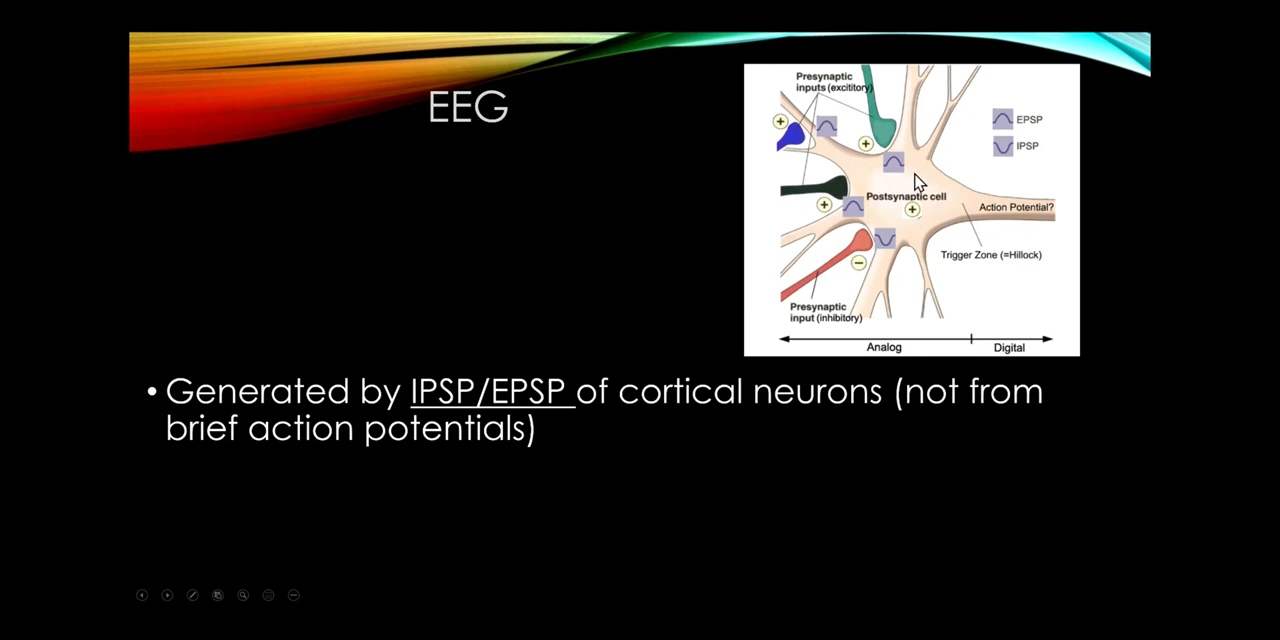 EEG
Presynaptic
inputs (excititory)
+
+
EPSP
IPSP
Postsynaptic cell
+
+
Action Potential?
−
Trigger Zone (=Hillock)
Presynaptic
input (inhibitory)
Analog
Digital
• Generated by IPSP/EPSP of cortical neurons (not from
brief action potentials)